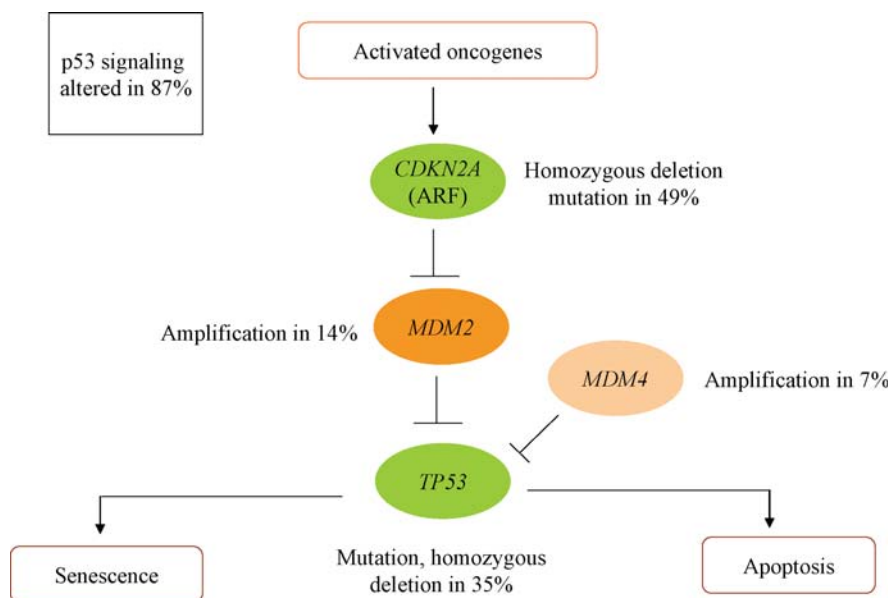 p53 signaling
altered in 87%
Activated oncogenes
CDKN2A
(ARF)
Homozygous deletion
mutation in 49%
Amplification in 14%
MDM2
MDM4
Amplification in 7%
TP53
Senescence
Mutation, homozygous
deletion in 35%
Apoptosis